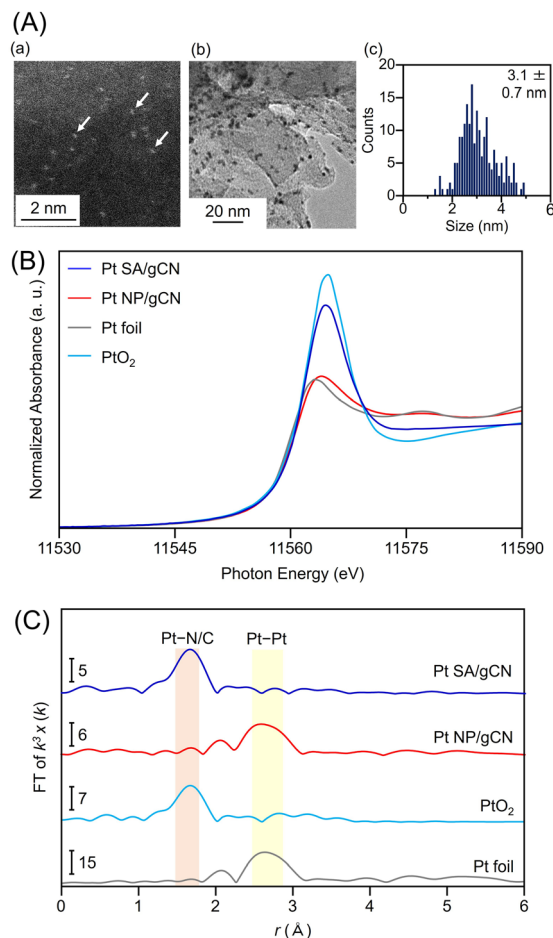 (A)
(a)
2 nm
(b)
20 nm
(c)
Counts
20
15
10
5
0
3.1 ±
0.7 nm
0 2 4 6
Size (nm)
(B)
Normalized Absorbance (a. u.)
Pt SA/gCN
Pt NP/gCN
Pt foil
PtO₂
11530 11545 11560 11575 11590
Photon Energy (eV)
(C)
FT of k³ x (k)
Pt−N/C Pt−Pt
5 Pt SA/gCN
6 Pt NP/gCN
7 PtO₂
15 Pt foil
0 1 2 3 4 5 6
r (Å)